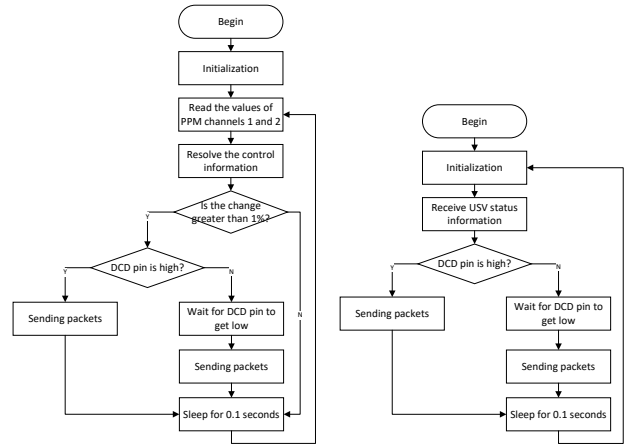 Begin
Initialization
Read the values of
PPM channels 1 and 2
Resolve the control
information
Is the change
greater than 1%?
Y
N
DCD pin is high?
Y
N
Sending packets
Wait for DCD pin to
get low
Sending packets
Sleep for 0.1 seconds
Begin
Initialization
Receive USV status
information
DCD pin is high?
Y
N
Sending packets
Wait for DCD pin to
get low
Sending packets
Sleep for 0.1 seconds